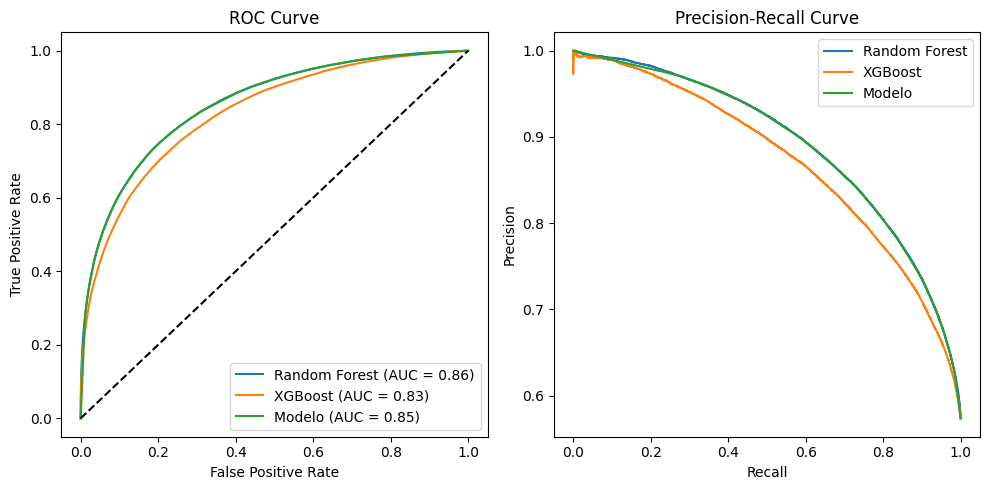 ROC Curve
1.0
0.8
0.6
0.4
0.2
0.0
True Positive Rate
0.0 0.2 0.4 0.6 0.8 1.0
False Positive Rate
Random Forest (AUC = 0.86)
XGBoost (AUC = 0.83)
Modelo (AUC = 0.85)
Precision-Recall Curve
1.0
0.9
0.8
0.7
0.6
Precision
0.0 0.2 0.4 0.6 0.8 1.0
Recall
Random Forest
XGBoost
Modelo